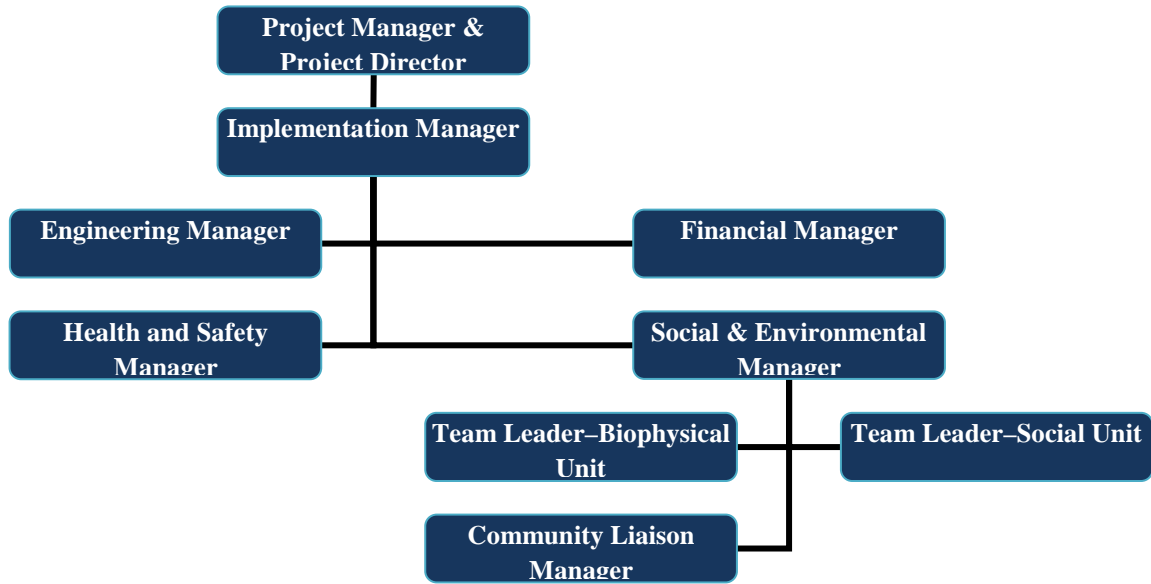 Project Manager &
Project Director
Implementation Manager
Engineering Manager
Financial Manager
Health and Safety
Manager
Social & Environmental
Manager
Team Leader–Biophysical
Unit
Team Leader–Social Unit
Community Liaison
Manager